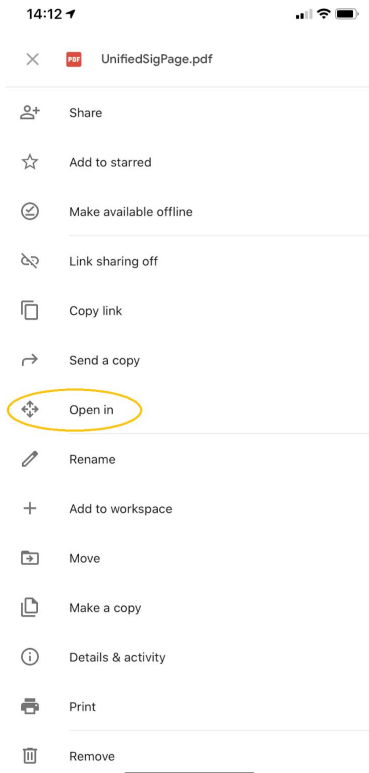 14:12
PDF UnifiedSigPage.pdf
Share
Add to starred
Make available offline
Link sharing off
Copy link
Send a copy
Open in
Rename
Add to workspace
Move
Make a copy
Details & activity
Print
Remove